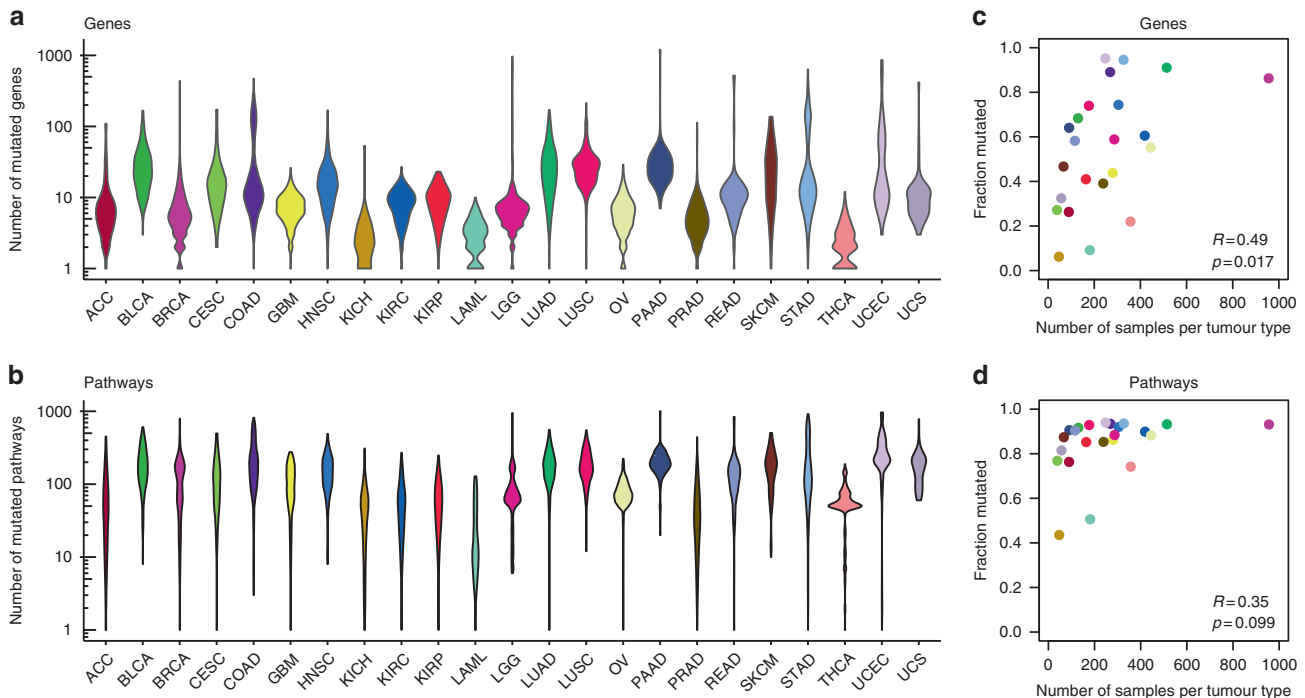 a
Genes
Number of mutated genes
1000
100
10
1
ACC BLCA BRCA CESC COAD GBM HNSC KICH KIRC KIRP LAML LGG LUAD LUSC OV PAAD PRAD READ SKCM STAD THCA UCEC UCS
b
Pathways
Number of mutated pathways
1000
100
10
1
ACC BLCA BRCA CESC COAD GBM HNSC KICH KIRC KIRP LAML LGG LUAD LUSC OV PAAD PRAD READ SKCM STAD THCA UCEC UCS
c
Genes
Fraction mutated
1.0
0.8
0.6
0.4
0.2
0.0
R=0.49
p=0.017
0 200 400 600 800 1000
Number of samples per tumour type
d
Pathways
Fraction mutated
1.0
0.8
0.6
0.4
0.2
0.0
R=0.35
p=0.099
0 200 400 600 800 1000
Number of samples per tumour type